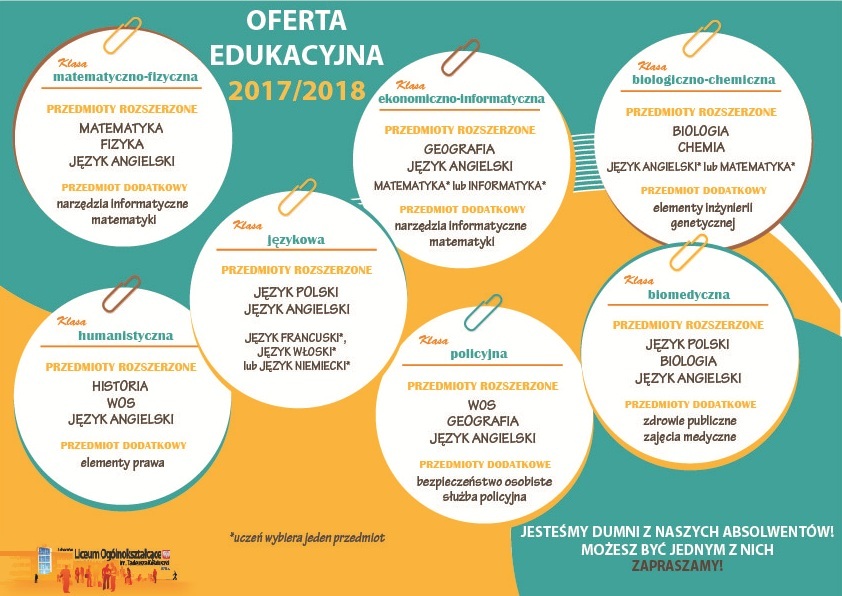 OFERTA
EDUKACYJNA
2017/2018
Klasa
matematyczno-fizyczna
PRZEDMIOTY ROZSZERZONE
MATEMATYKA
FIZYKA
JĘZYK ANGIELSKI
PRZEDMIOT DODATKOWY
narzędzia informatyczne
matematyki
Klasa
ekonomiczno-informatyczna
PRZEDMIOTY ROZSZERZONE
GEOGRAFIA
JĘZYK ANGIELSKI
MATEMATYKA* lub INFORMATYKA*
PRZEDMIOT DODATKOWY
narzędzia informatyczne
matematyki
Klasa
biologiczno-chemiczna
PRZEDMIOTY ROZSZERZONE
BIOLOGIA
CHEMIA
JĘZYK ANGIELSKI* lub MATEMATYKA*
PRZEDMIOT DODATKOWY
elementy inżynierii
genetycznej
Klasa
językowa
PRZEDMIOTY ROZSZERZONE
JĘZYK POLSKI
JĘZYK ANGIELSKI
JĘZYK FRANCUSKI*,
JĘZYK WŁOSKI*
lub JĘZYK NIEMIECKI*
Klasa
humanistyczna
PRZEDMIOTY ROZSZERZONE
HISTORIA
WOS
JĘZYK ANGIELSKI
PRZEDMIOT DODATKOWY
elementy prawa
Klasa
policyjna
PRZEDMIOTY ROZSZERZONE
WOS
GEOGRAFIA
JĘZYK ANGIELSKI
PRZEDMIOTY DODATKOWE
bezpieczeństwo osobiste
służba policyjna
Klasa
biomedyczna
PRZEDMIOTY ROZSZERZONE
JĘZYK POLSKI
BIOLOGIA
JĘZYK ANGIELSKI
PRZEDMIOTY DODATKOWE
zdrowie publiczne
zajęcia medyczne
*uczeń wybiera jeden przedmiot
JESTEŚMY DUMNI Z NASZYCH ABSOLWENTÓW!
MOŻESZ BYĆ JEDNYM Z NICH
ZAPRASZAMY!
Liceum Ogólnokształcące
im. Tadeusza